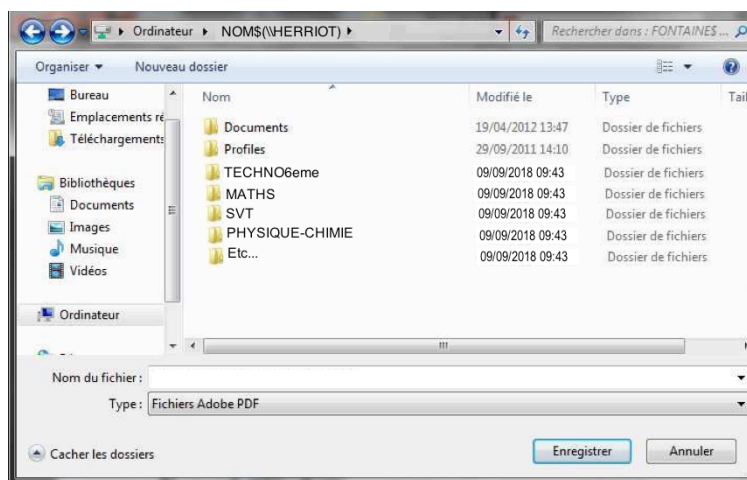 Ordinateur ▸ NOM$(\\HERRIOT) ▸ Rechercher dans : FONTAINE$ ...
Organiser Nouveau dossier
Bureau
Emplacements ré
Téléchargements
Bibliothèques
Documents
Images
Musique
Vidéos
Ordinateur
Nom Modifié le Type Tail
Documents 19/04/2012 13:47 Dossier de fichiers
Profiles 29/09/2011 14:10 Dossier de fichiers
TECHNO6eme 09/09/2018 09:43 Dossier de fichiers
MATHS 09/09/2018 09:43 Dossier de fichiers
SVT 09/09/2018 09:43 Dossier de fichiers
PHYSIQUE-CHIMIE 09/09/2018 09:43 Dossier de fichiers
Etc... 09/09/2018 09:43 Dossier de fichiers
Nom du fichier :
Type : Fichiers Adobe PDF
Cacher les dossiers Enregistrer Annuler